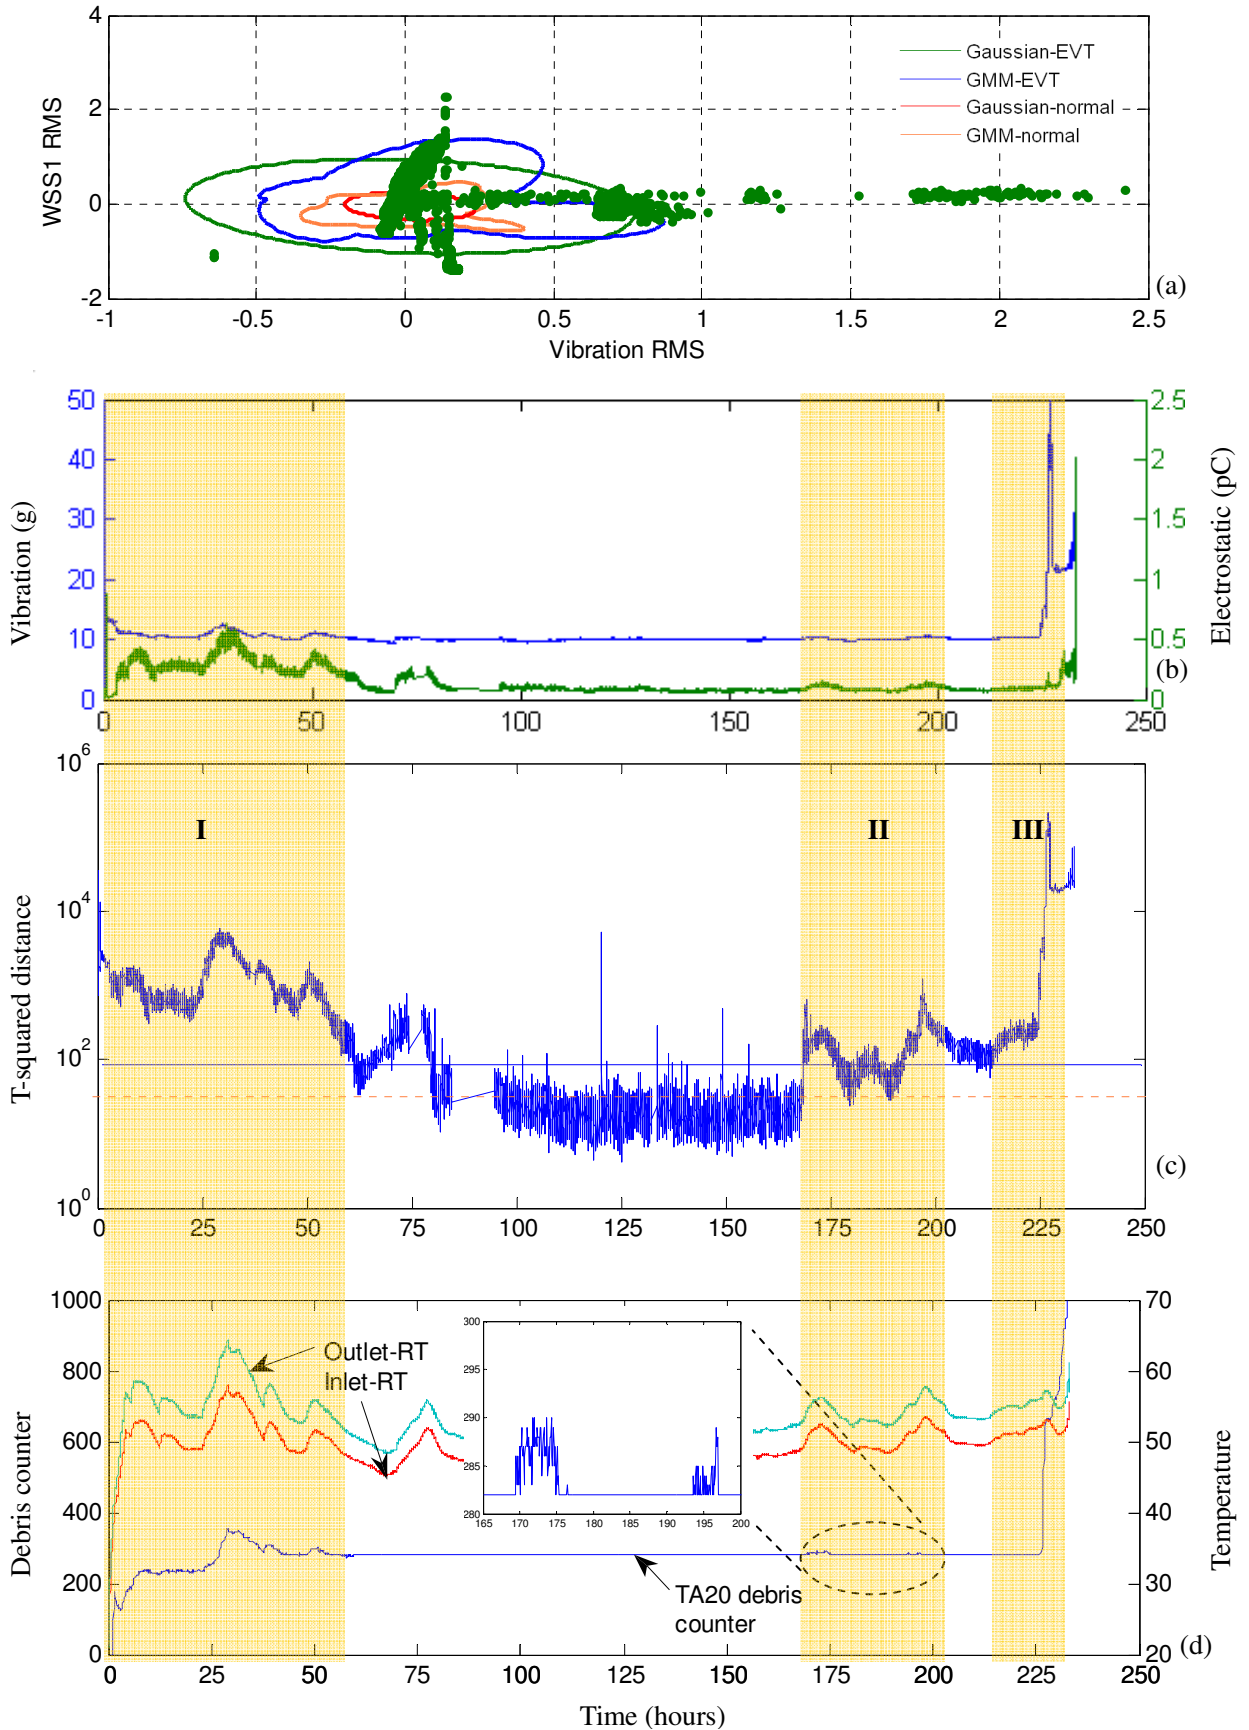 4
2
0
-2
WSS1 RMS
Gaussian-EVT
GMM-EVT
Gaussian-normal
GMM-normal
(a)
-1 -0.5 0 0.5 1 1.5 2 2.5
Vibration RMS
50
40
30
20
10
0
Vibration (g)
2.5
2
1.5
1
0.5
0
Electrostatic (pC)
(b)
0 50 100 150 200 250
10^6
10^4
10^2
10^0
T-squared distance
I II III
(c)
0 25 50 75 100 125 150 175 200 225 250
1000
800
600
400
200
0
Debris counter
Outlet-RT
Inlet-RT
300
295
290
285
280
165 170 175 180 185 190 195 200
TA20 debris
counter
70
60
50
40
30
20
Temperature
(d)
0 25 50 75 100 125 150 175 200 225 250
Time (hours)